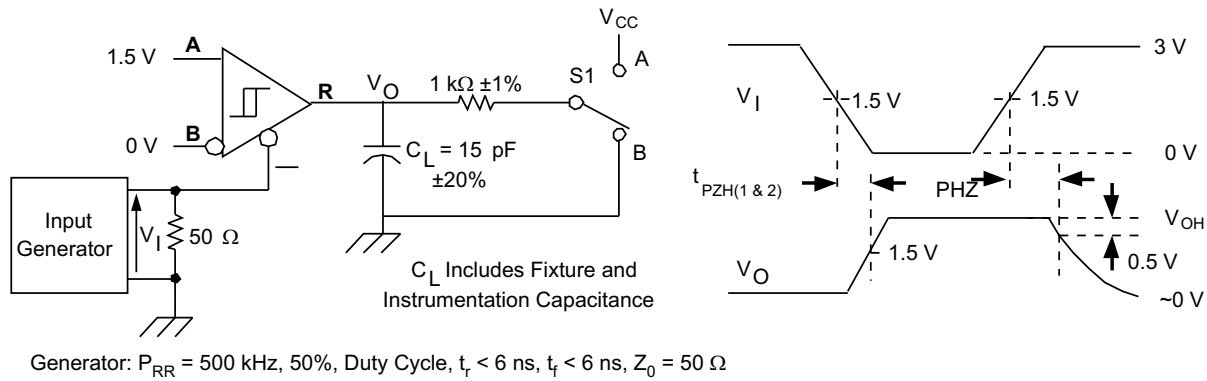 V_CC
A
1.5 V
A
R
V_O
1 kΩ ±1%
S1
B
0 V
B
C_L = 15 pF
±20%
Input
Generator
V_I
50 Ω
C_L Includes Fixture and
Instrumentation Capacitance
Generator: P_RR = 500 kHz, 50%, Duty Cycle, t_r < 6 ns, t_f < 6 ns, Z_0 = 50 Ω
3 V
V_I
1.5 V
1.5 V
0 V
t_PZH(1 & 2)
PHZ
V_OH
V_O
1.5 V
0.5 V
~0 V